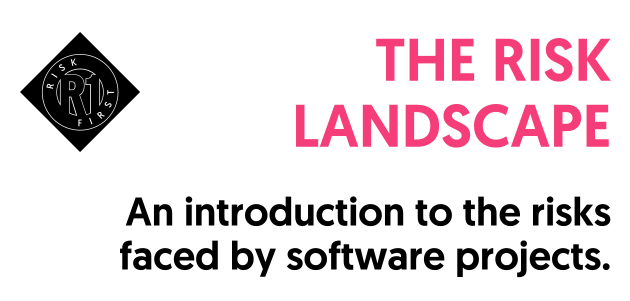 RISK
R1
FIRST
THE RISK
LANDSCAPE
An introduction to the risks
faced by software projects.